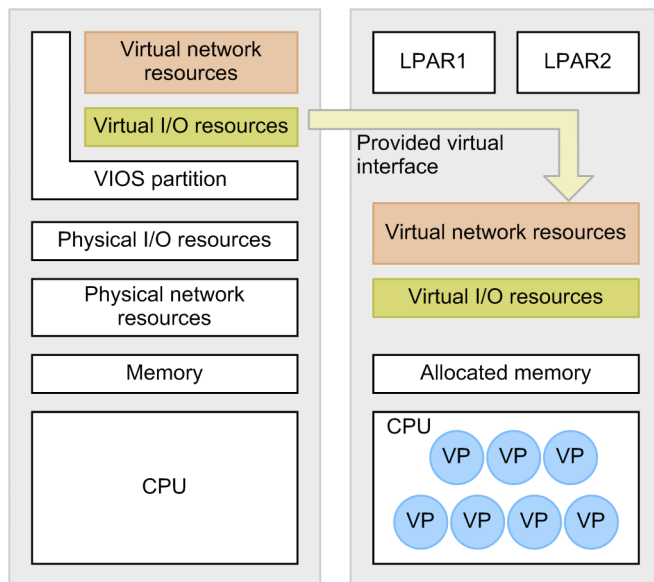 Virtual network
resources
Virtual I/O resources
VIOS partition
Physical I/O resources
Physical network
resources
Memory
CPU
LPAR1
LPAR2
Provided virtual
interface
Virtual network resources
Virtual I/O resources
Allocated memory
CPU
VP VP VP
VP VP VP VP